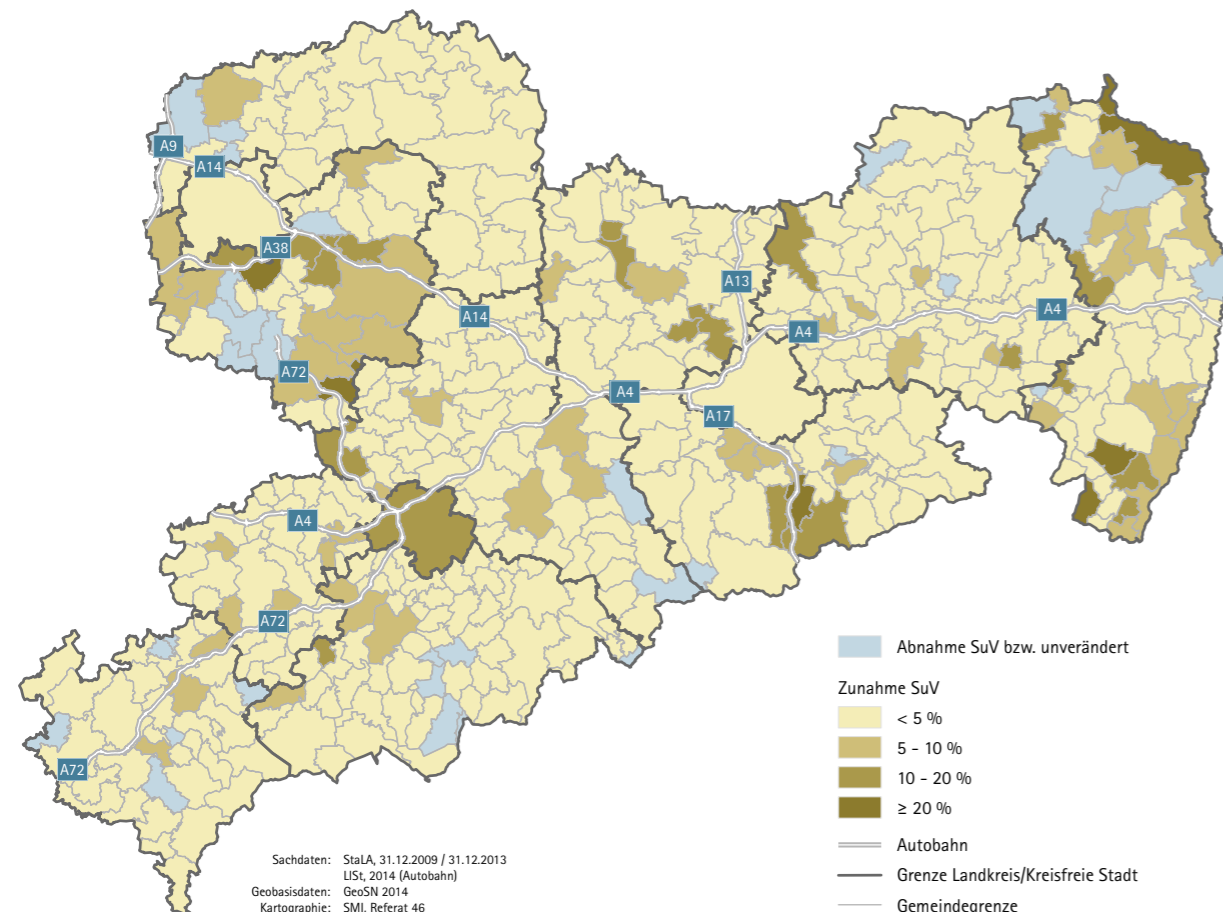 A9
A14
A38
A13
A14
A4
A4
A72
A4
A17
A4
A72
A72
Abnahme SuV bzw. unverändert
Zunahme SuV
< 5 %
5 - 10 %
10 - 20 %
≥ 20 %
Autobahn
Grenze Landkreis/Kreisfreie Stadt
Gemeindegrenze
Sachdaten: StaLA, 31.12.2009 / 31.12.2013
LISt, 2014 (Autobahn)
Geobasisdaten: GeoSN 2014
Kartographie: SMI, Referat 46